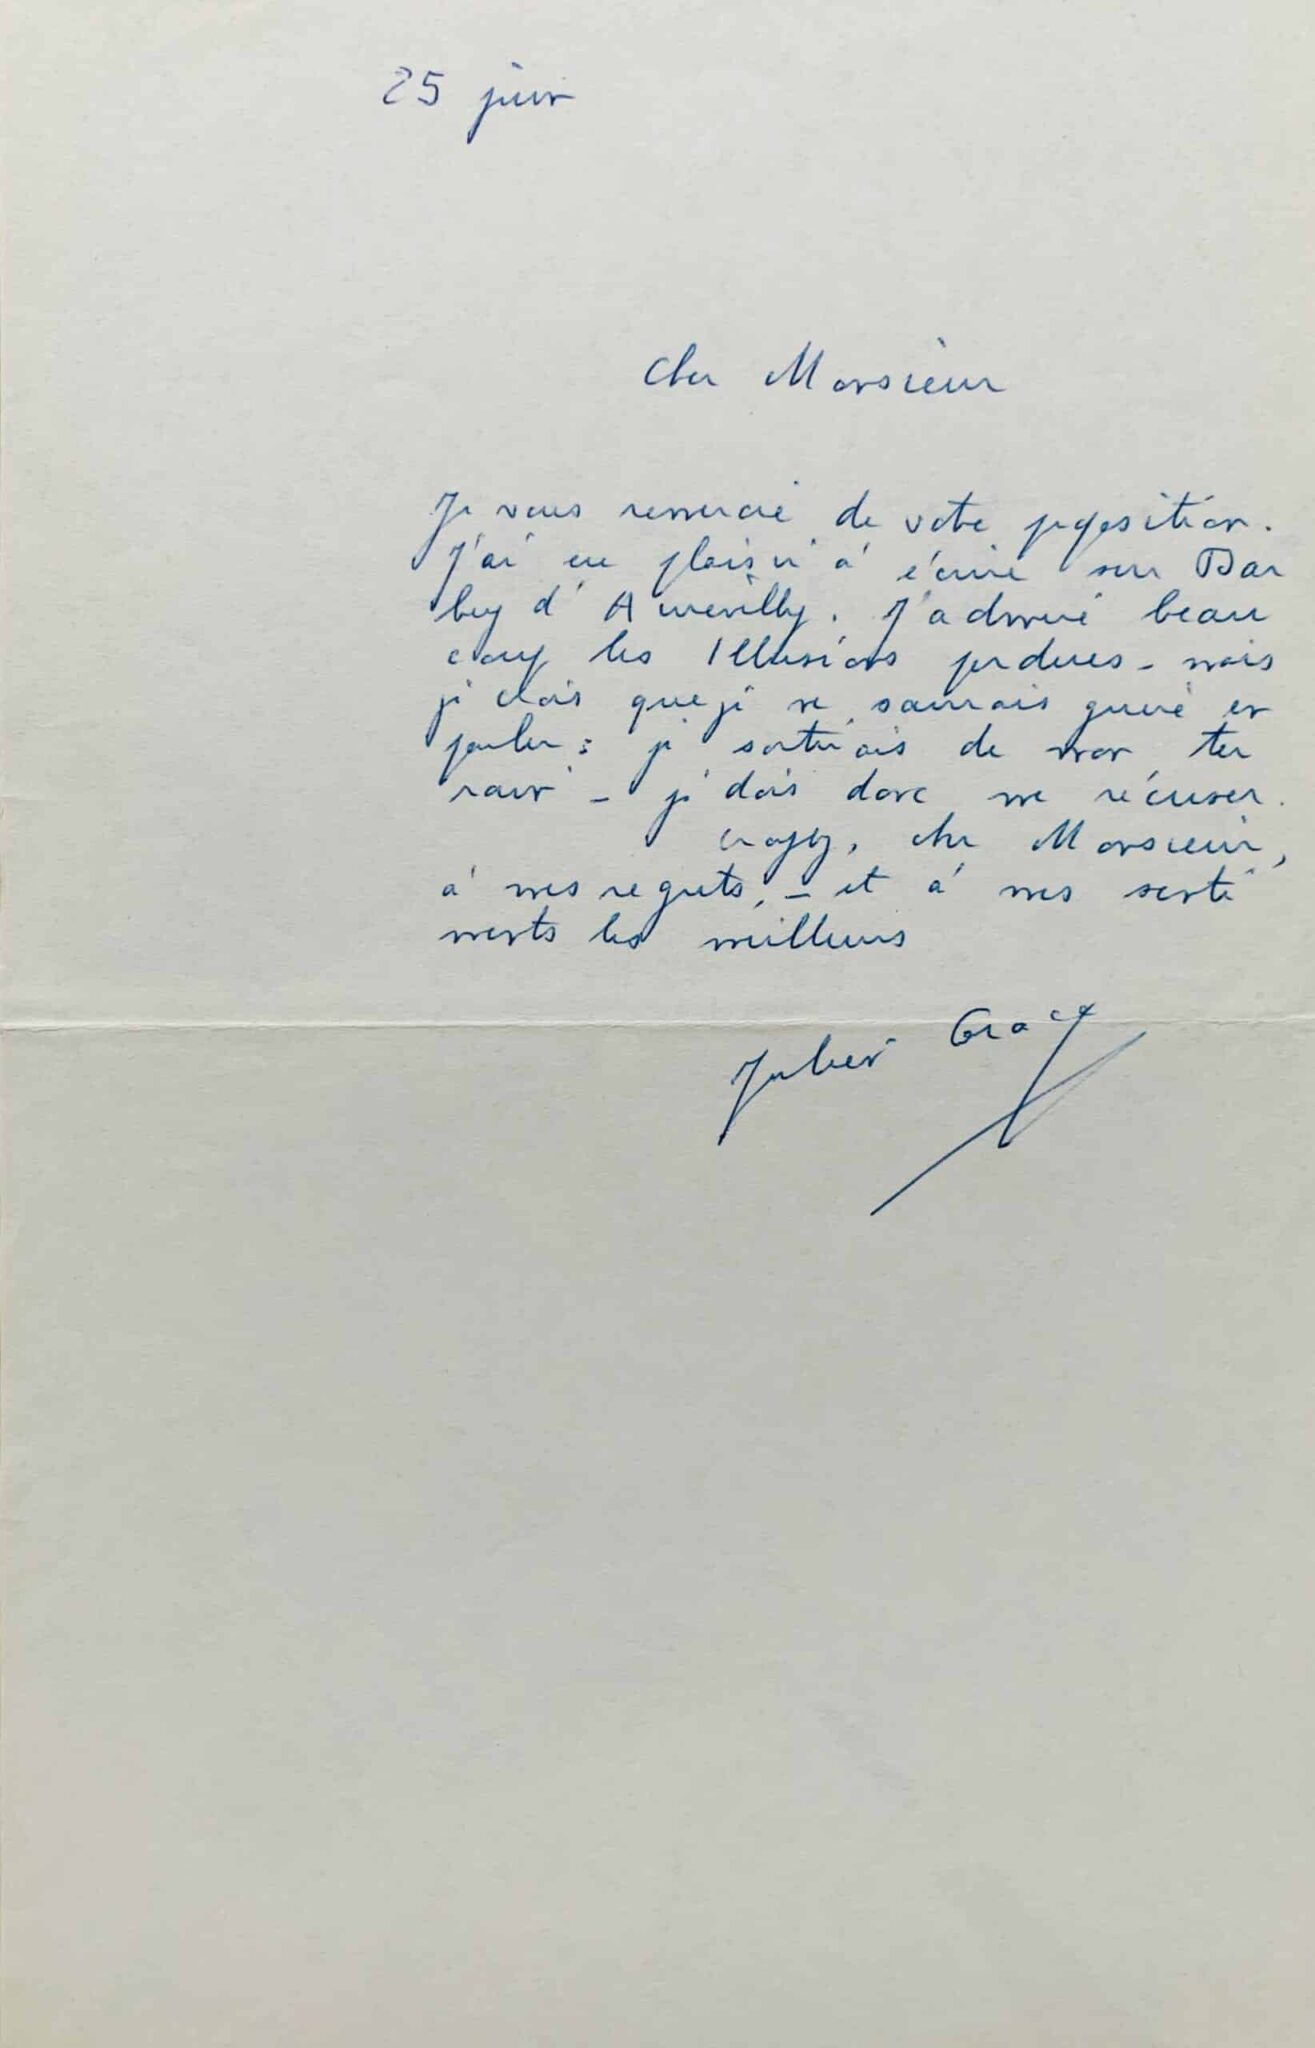 25 juin
Cher Monsieur
Je vous remercie de votre proposition.
J'ai eu plaisir à écrire sur Bar
bey d'Aurevilly. J'admire beau
coup les Illusions perdues - mais
je crois que je ne saurais guère en
parler : je sortirais de mon ter
rain - je dois donc me récuser.
Croyez, cher Monsieur,
à mes regrets, - et à mes senti
ments les meilleurs
Julien Gracq